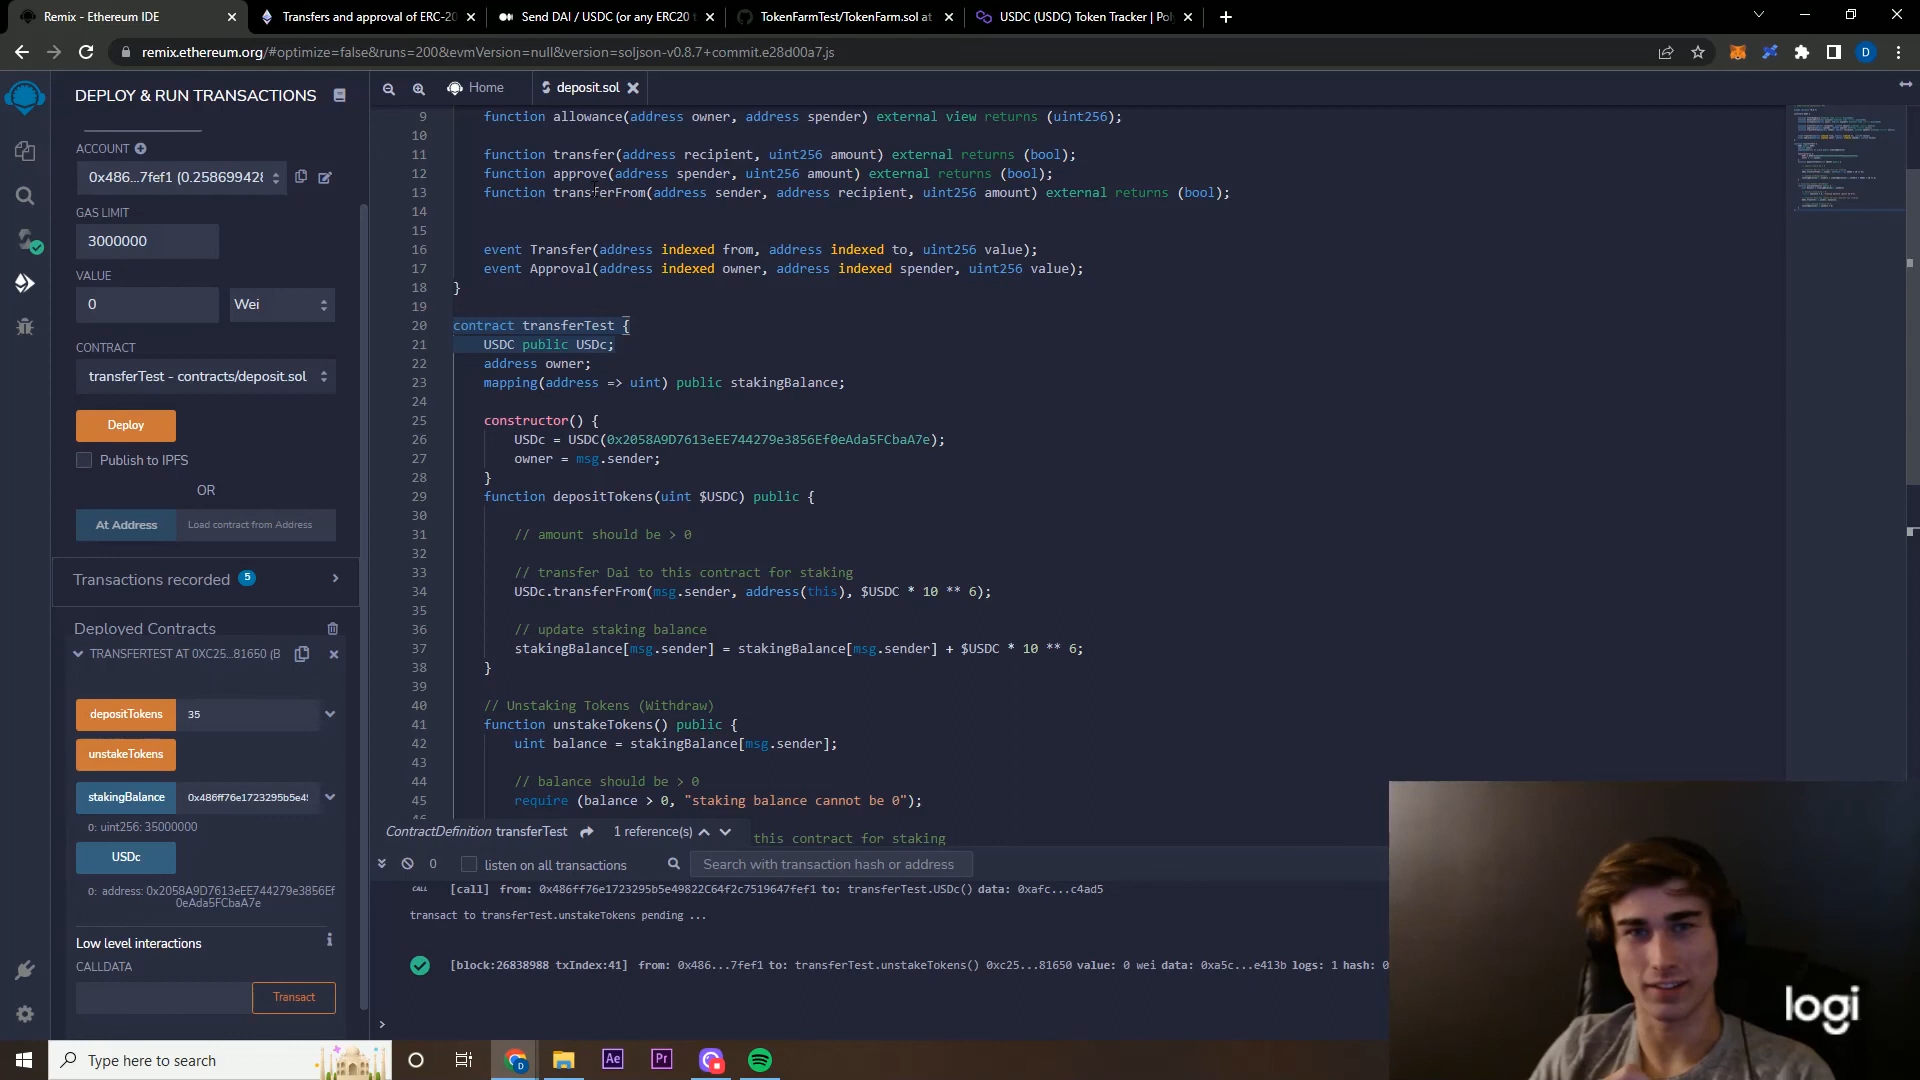 Remix - Ethereum IDE
Transfers and approval of ERC-20
Send DAI / USDC (or any ERC20
TokenFarmTest/TokenFarm.sol at
USDC (USDC) Token Tracker | Po
remix.ethereum.org/#optimize=false&runs=200&evmVersion=null&version=soljson-v0.8.7+commit.e28d00a7.js
D
DEPLOY & RUN TRANSACTIONS
ACCOUNT
0x486...7fef1 (0.258699428
GAS LIMIT
3000000
VALUE
0
Wei
CONTRACT
transferTest - contracts/deposit.sol
Deploy
Publish to IPFS
OR
At Address
Load contract from Address
Transactions recorded 5
Deployed Contracts
TRANSFERTEST AT 0XC25...81650 (B
depositTokens 35
unstakeTokens
stakingBalance 0x486ff76e1723295b5e4
0: uint256: 35000000
USDc
0: address: 0x2058A9D7613eEE744279e3856Ef
0eAda5FCbaA7e
Low level interactions
i
CALLDATA
Transact
Home
deposit.sol
9 function allowance(address owner, address spender) external view returns (uint256);
10
11 function transfer(address recipient, uint256 amount) external returns (bool);
12 function approve(address spender, uint256 amount) external returns (bool);
13 function transferFrom(address sender, address recipient, uint256 amount) external returns (bool);
14
15
16 event Transfer(address indexed from, address indexed to, uint256 value);
17 event Approval(address indexed owner, address indexed spender, uint256 value);
18 }
19
20 contract transferTest {
21 USDC public USDc;
22 address owner;
23 mapping(address => uint) public stakingBalance;
24
25 constructor() {
26 USDc = USDC(0x2058A9D7613eEE744279e3856Ef0eAda5FCbaA7e);
27 owner = msg.sender;
28 }
29 function depositTokens(uint $USDC) public {
30
31 // amount should be > 0
32
33 // transfer Dai to this contract for staking
34 USDc.transferFrom(msg.sender, address(this), $USDC * 10 ** 6);
35
36 // update staking balance
37 stakingBalance[msg.sender] = stakingBalance[msg.sender] + $USDC * 10 ** 6;
38 }
39
40 // Unstaking Tokens (Withdraw)
41 function unstakeTokens() public {
42 uint balance = stakingBalance[msg.sender];
43
44 // balance should be > 0
45 require (balance > 0, "staking balance cannot be 0");
ContractDefinition transferTest 1 reference(s) this contract for staking
0
listen on all transactions
Search with transaction hash or address
CALL [call] from: 0x486ff76e1723295b5e49822C64f2c7519647fef1 to: transferTest.USDc() data: 0xafc...c4ad5
transact to transferTest.unstakeTokens pending ...
[block:26838988 txIndex:41] from: 0x486...7fef1 to: transferTest.unstakeTokens() 0xc25...81650 value: 0 wei data: 0xa5c...e413b logs: 1 hash: 0
>
logi
Type here to search
D
Ae
Pr